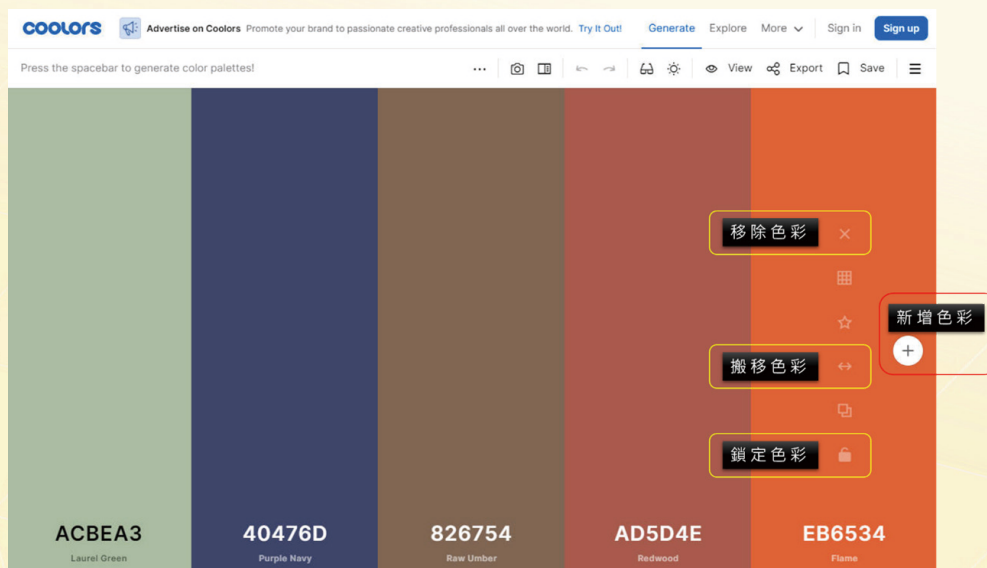 coolors Advertise on Coolors Promote your brand to passionate creative professionals all over the world. Try It Out! Generate Explore More Sign in Sign up
Press the spacebar to generate color palettes! ... View Export Save
移除色彩
新增色彩
搬移色彩
鎖定色彩
ACBEA3 40476D 826754 AD5D4E EB6534
Laurel Green Purple Navy Raw Umber Redwood Flame